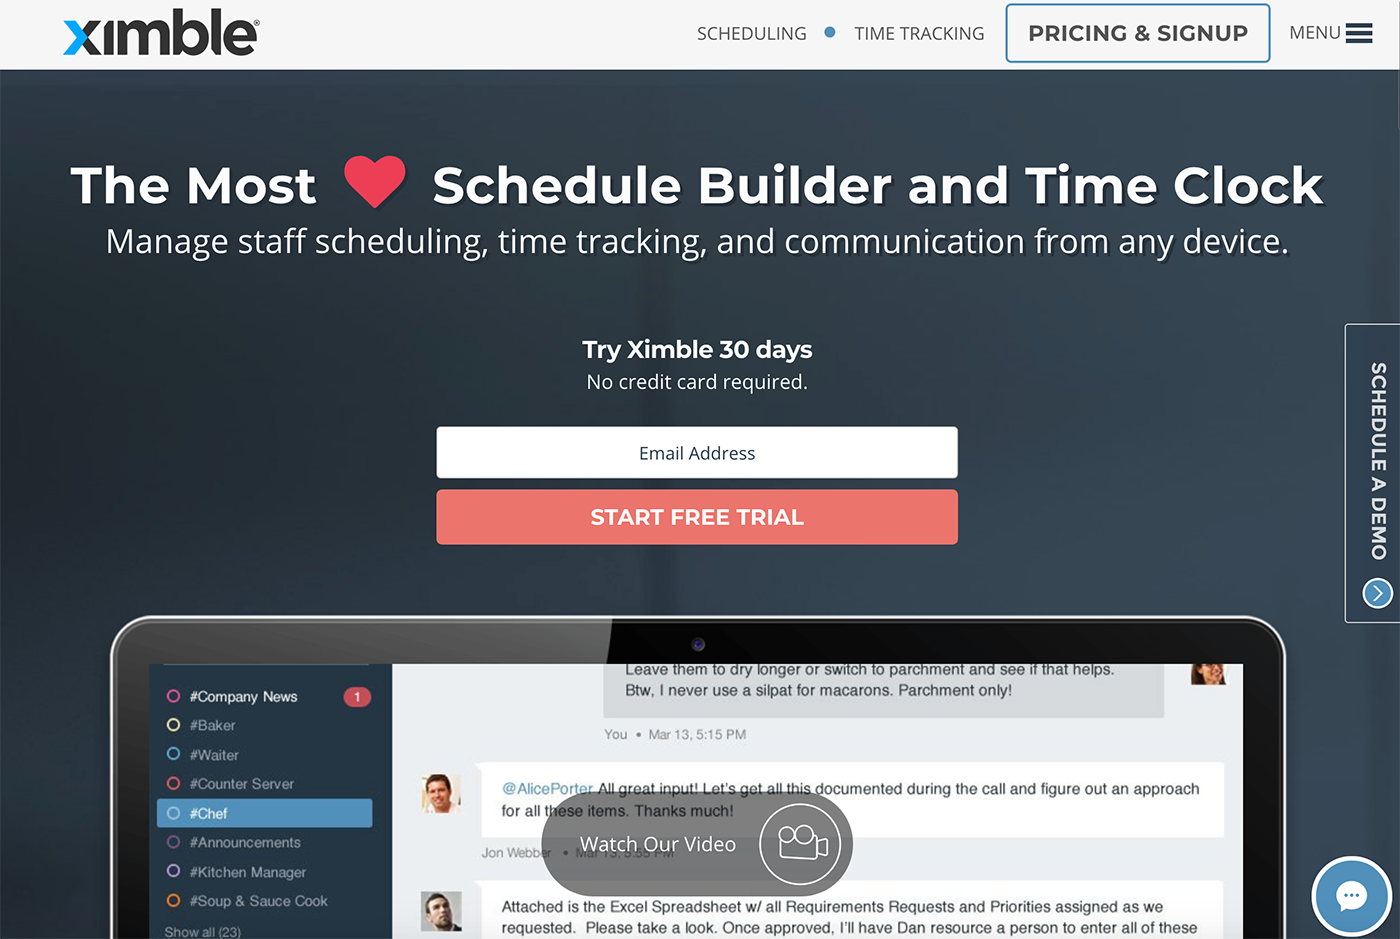 ximble®
SCHEDULING • TIME TRACKING
PRICING & SIGNUP
MENU
The Most ❤ Schedule Builder and Time Clock
Manage staff scheduling, time tracking, and communication from any device.
Try Ximble 30 days
No credit card required.
Email Address
START FREE TRIAL
SCHEDULE A DEMO
#Company News 1
#Baker
#Waiter
#Counter Server
#Chef
#Announcements
#Kitchen Manager
#Soup & Sauce Cook
Show all (23)
Leave them to dry longer or switch to parchment and see if that helps.
Btw, I never use a silpat for macarons. Parchment only!
You • Mar 13, 5:15 PM
@AlicePorter All great input! Let's get all this documented during the call and figure out an approach
for all these items. Thanks much!
Jon Webber • Mar 13, 5:55 PM
Watch Our Video
Attached is the Excel Spreadsheet w/ all Requirements Requests and Priorities assigned as we
requested. Please take a look. Once approved, I'll have Dan resource a person to enter all of these